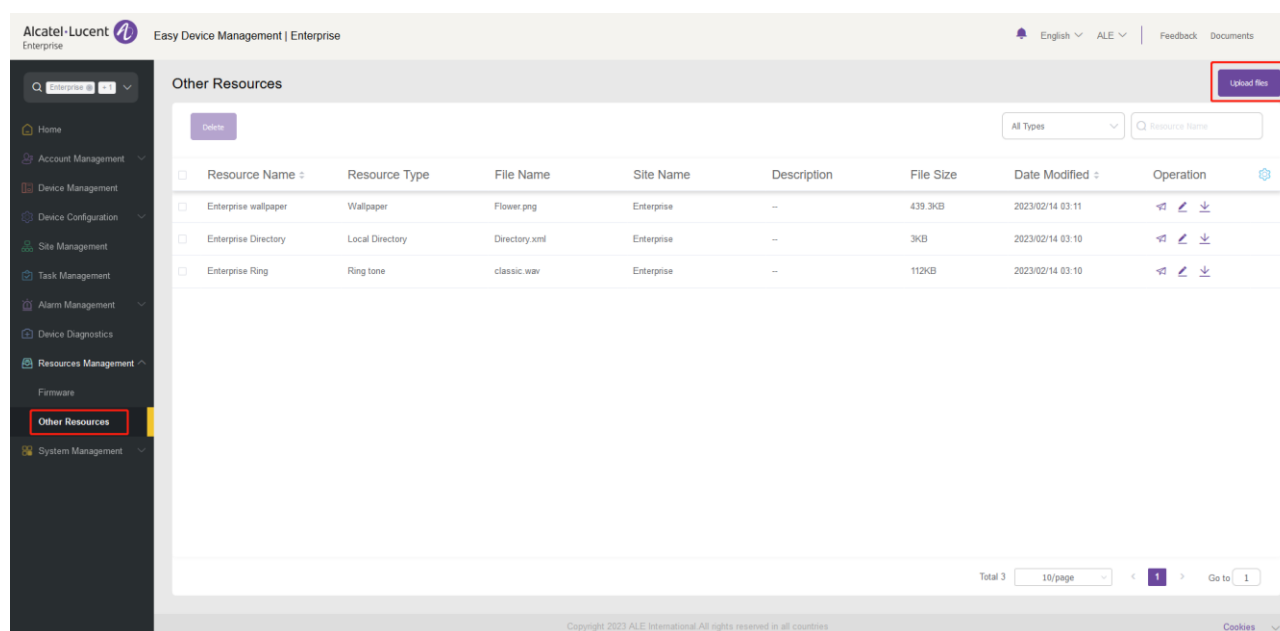 Alcatel·Lucent
Enterprise
Easy Device Management | Enterprise
English
ALE
Feedback
Documents
Enterprise
+ 1
Home
Account Management
Device Management
Device Configuration
Site Management
Task Management
Alarm Management
Device Diagnostics
Resources Management
Firmware
Other Resources
System Management
Other Resources
Upload files
Delete
All Types
Resource Name
Resource Name Resource Type File Name Site Name Description File Size Date Modified Operation
Enterprise wallpaper Wallpaper Flower.png Enterprise -- 439.3KB 2023/02/14 03:11
Enterprise Directory Local Directory Directory.xml Enterprise -- 3KB 2023/02/14 03:10
Enterprise Ring Ring tone classic.wav Enterprise -- 112KB 2023/02/14 03:10
Total 3 10/page < 1 > Go to 1
Copyright 2023 ALE International.All rights reserved in all countries
Cookies